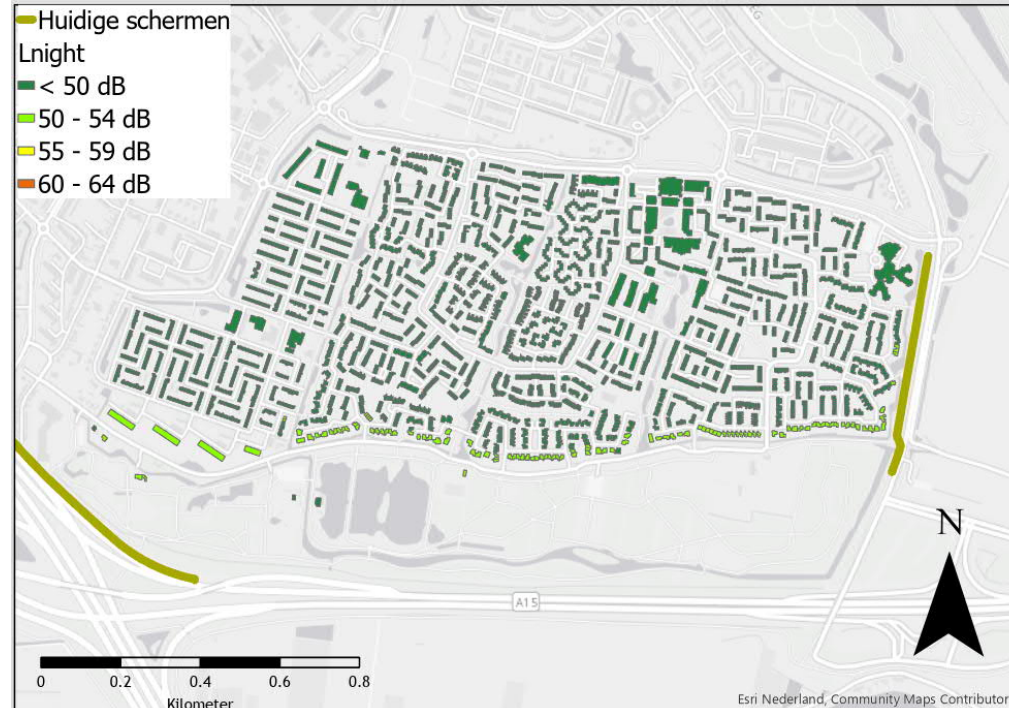 Huidige schermen
Lnight
< 50 dB
50 - 54 dB
55 - 59 dB
60 - 64 dB
N
A15
0 0.2 0.4 0.6 0.8
Kilometer
Esri Nederland, Community Maps Contributor